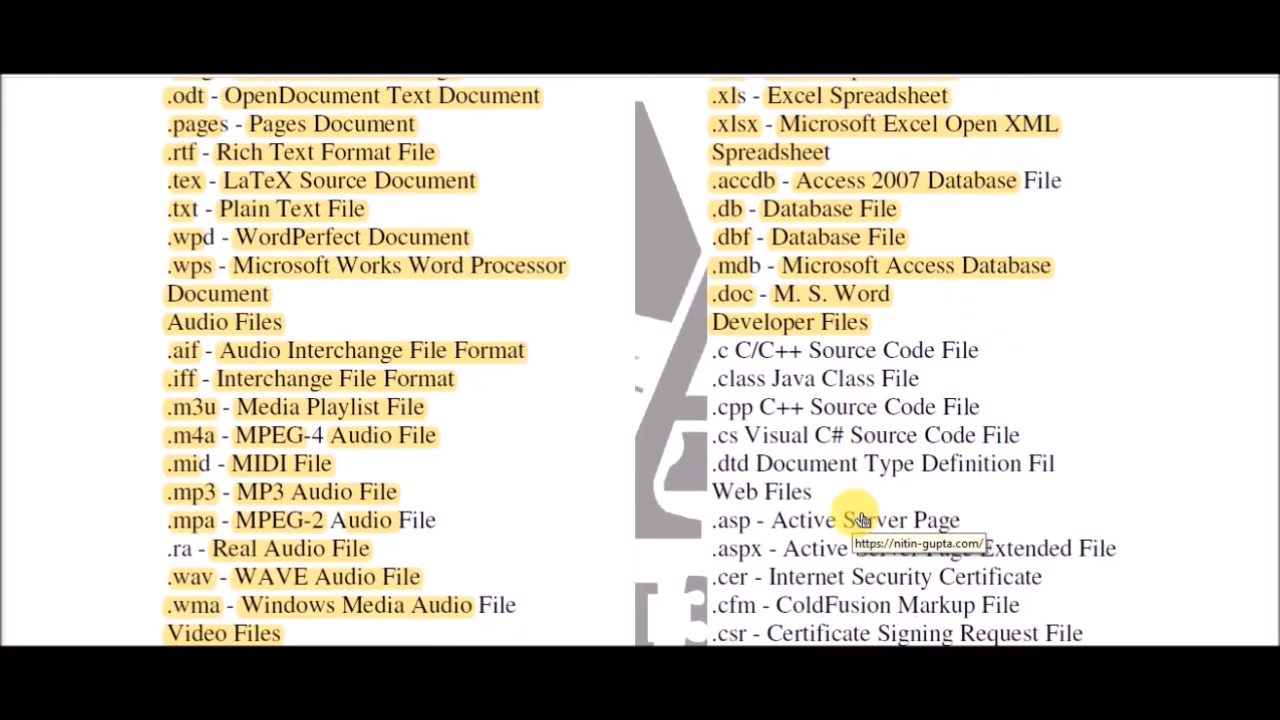 .odt - OpenDocument Text Document
.pages - Pages Document
.rtf - Rich Text Format File
.tex - LaTeX Source Document
.txt - Plain Text File
.wpd - WordPerfect Document
.wps - Microsoft Works Word Processor
Document
Audio Files
.aif - Audio Interchange File Format
.iff - Interchange File Format
.m3u - Media Playlist File
.m4a - MPEG-4 Audio File
.mid - MIDI File
.mp3 - MP3 Audio File
.mpa - MPEG-2 Audio File
.ra - Real Audio File
.wav - WAVE Audio File
.wma - Windows Media Audio File
Video Files
.xls - Excel Spreadsheet
.xlsx - Microsoft Excel Open XML
Spreadsheet
.accdb - Access 2007 Database File
.db - Database File
.dbf - Database File
.mdb - Microsoft Access Database
.doc - M. S. Word
Developer Files
.c C/C++ Source Code File
.class Java Class File
.cpp C++ Source Code File
.cs Visual C# Source Code File
.dtd Document Type Definition Fil
Web Files
.asp - Active Server Page
https://nitin-gupta.com/
.aspx - Active Server Page Extended File
.cer - Internet Security Certificate
.cfm - ColdFusion Markup File
.csr - Certificate Signing Request File